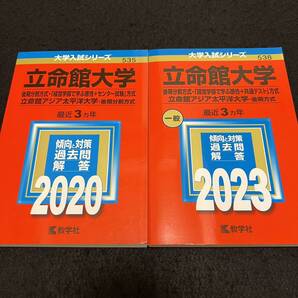 大学入試シリーズ
535
立命館大学
後期分割方式・「経営学部で学ぶ感性+センター試験」方式
立命館アジア太平洋大学-後期分割方式
最近3カ年
傾向と対策
過去問
解答
2020
教学社
大学入試シリーズ
536
立命館大学
後期分割方式・「経営学部で学ぶ感性+共通テスト」方式
立命館アジア太平洋大学-後期方式
一般
最近3カ年
傾向と対策
過去問
解答
2023
教学社